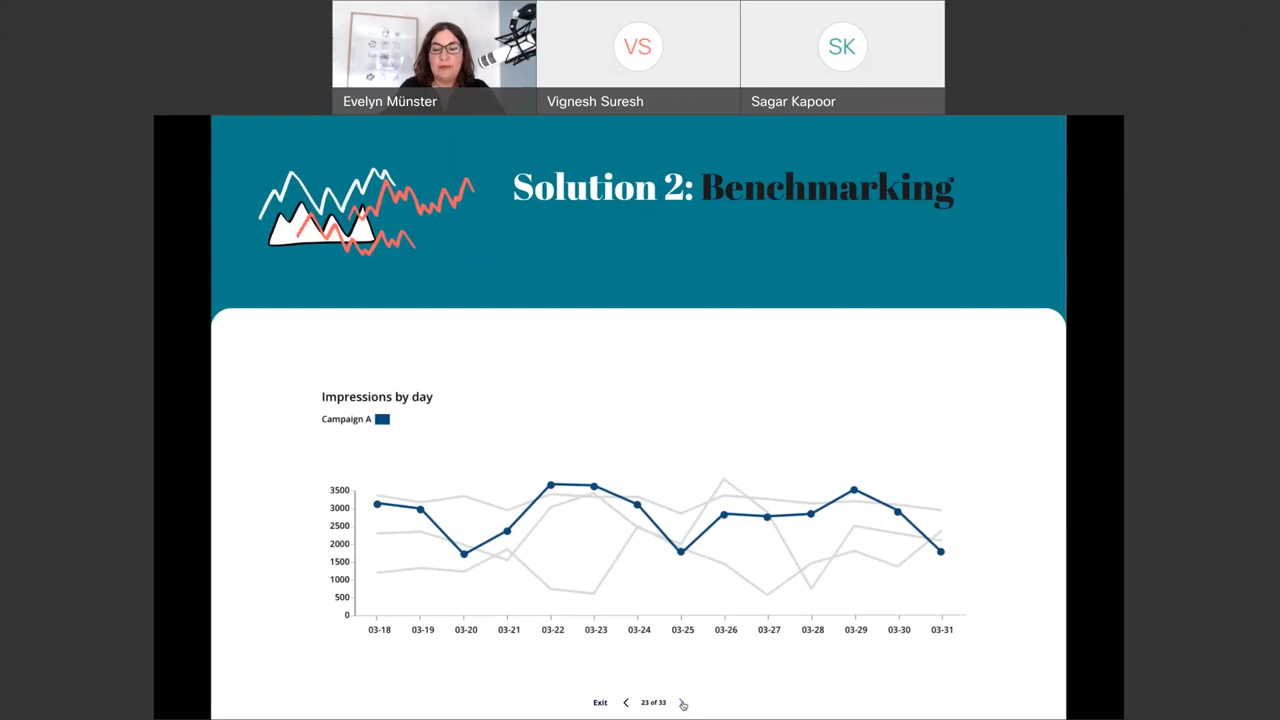 VS
SK
Evelyn Münster
Vignesh Suresh
Sagar Kapoor
Solution 2: Benchmarking
Impressions by day
Campaign A
3500
3000
2500
2000
1500
1000
500
0
03-18 03-19 03-20 03-21 03-22 03-23 03-24 03-25 03-26 03-27 03-28 03-29 03-30 03-31
Exit 23 of 33